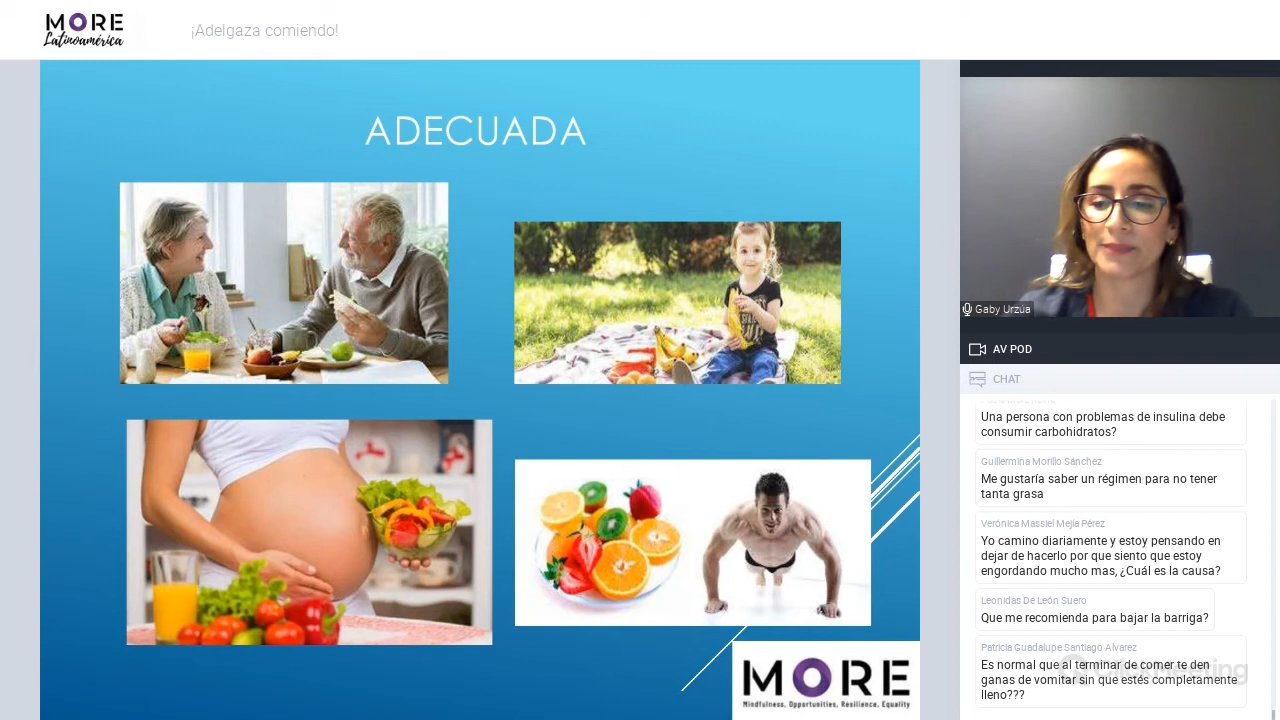 MORE
Latinoamérica
¡Adelgaza comiendo!
ADECUADA
MORE
Mindfulness, Opportunities, Resilience, Equality
Gaby Urzúa
AV POD
CHAT
Una persona con problemas de insulina debe
consumir carbohidratos?
Guillermina Morillo Sánchez
Me gustaría saber un régimen para no tener
tanta grasa
Verónica Massiel Mejía Pérez
Yo camino diariamente y estoy pensando en
dejar de hacerlo por que siento que estoy
engordando mucho mas, ¿Cuál es la causa?
Leonidas De León Suero
Que me recomienda para bajar la barriga?
Patricia Guadalupe Santiago Alvarez
Es normal que al terminal de comer te den
ganas de vomitar sin que estés completamente
lleno???
ClickMeeting